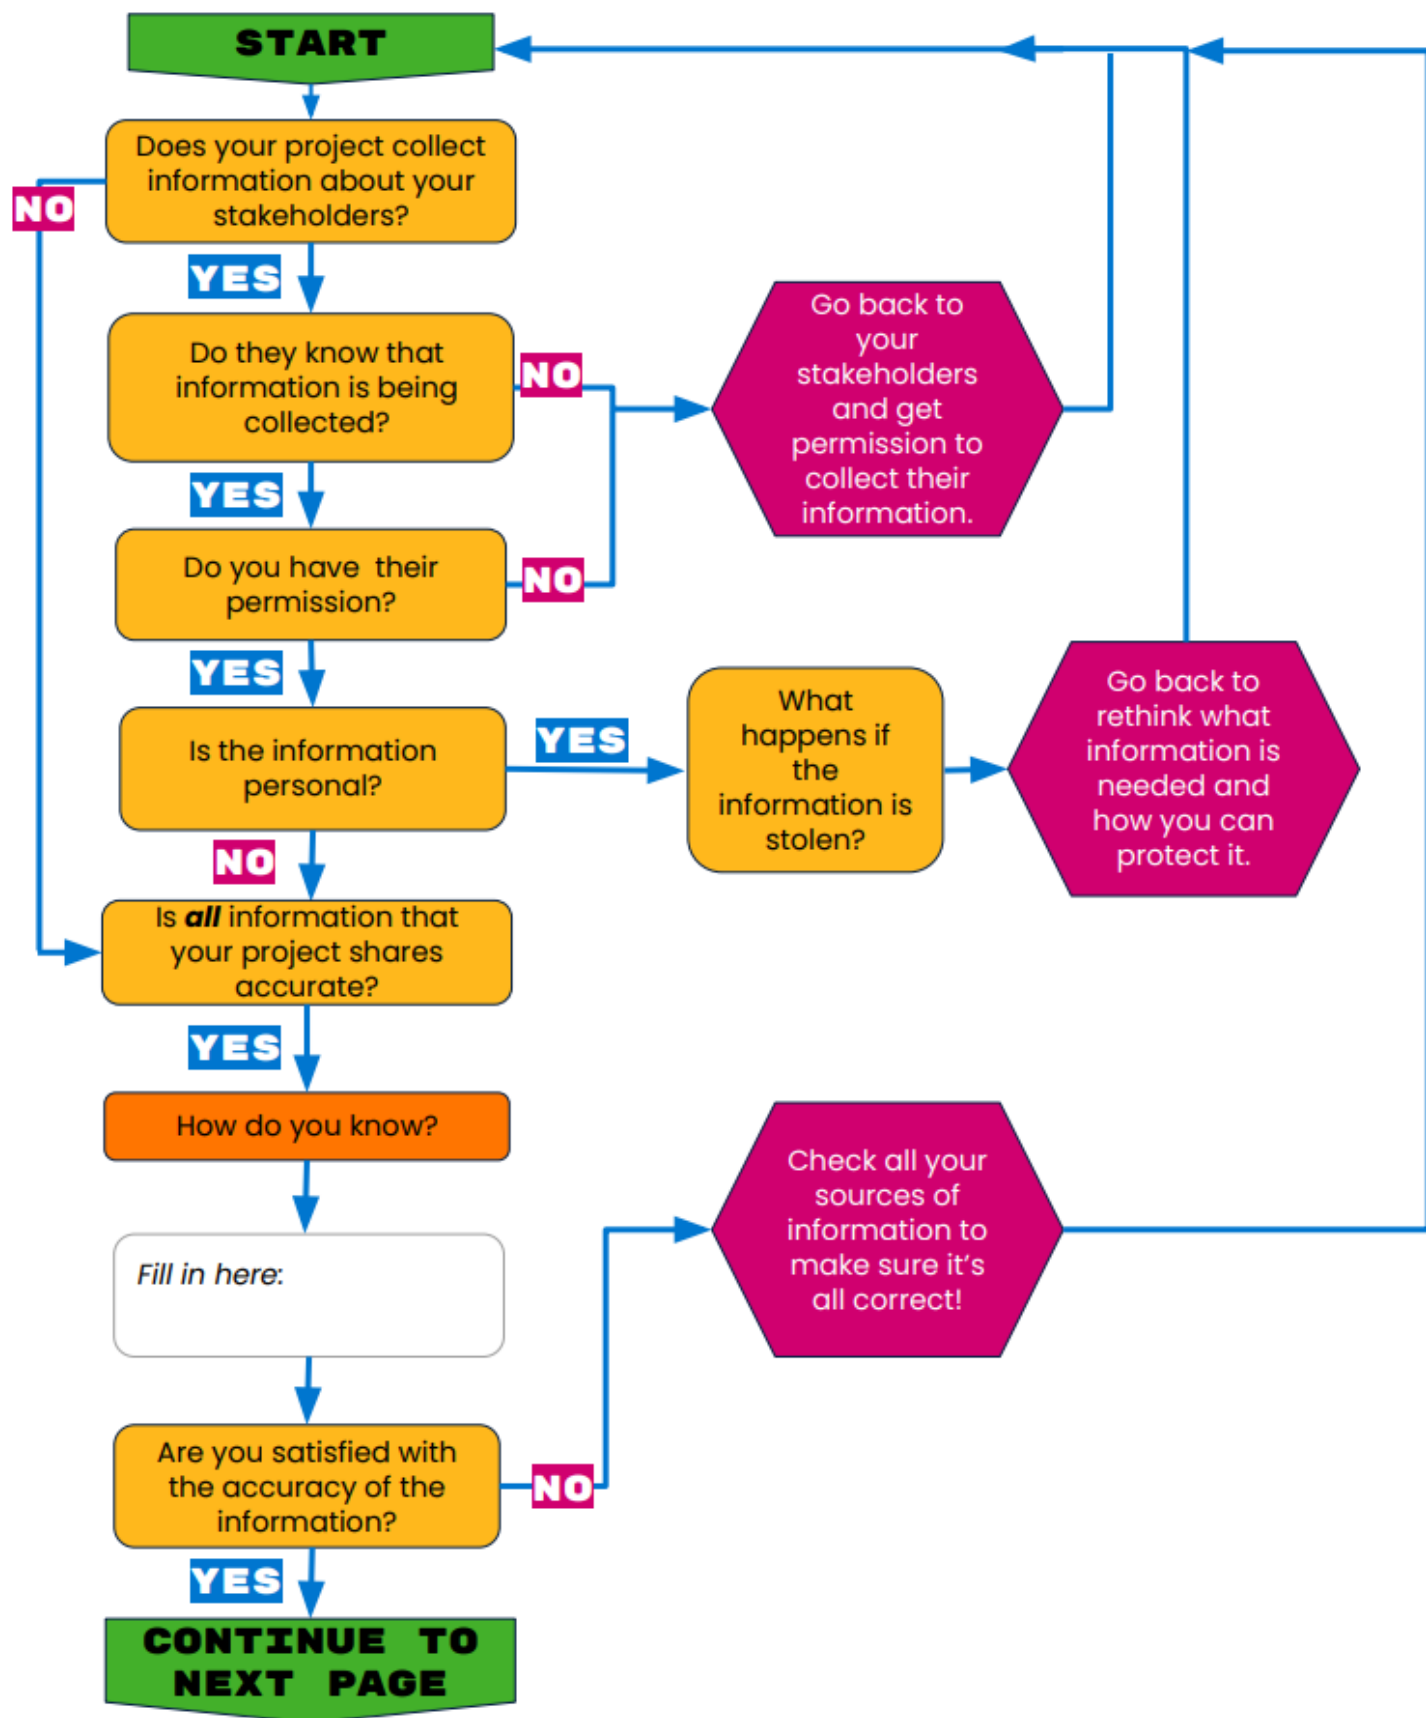 START
Does your project collect
information about your
stakeholders?
NO
YES
Do they know that
information is being
collected?
NO
Go back to
your
stakeholders
and get
permission to
collect their
information.
YES
Do you have  their
permission?
NO
YES
Is the information
personal?
YES
What
happens if
the
information is
stolen?
Go back to
rethink what
information is
needed and
how you can
protect it.
NO
Is all information that
your project shares
accurate?
YES
How do you know?
Fill in here:
Check all your
sources of
information to
make sure it’s
all correct!
Are you satisfied with
the accuracy of the
information?
NO
YES
CONTINUE TO
NEXT PAGE